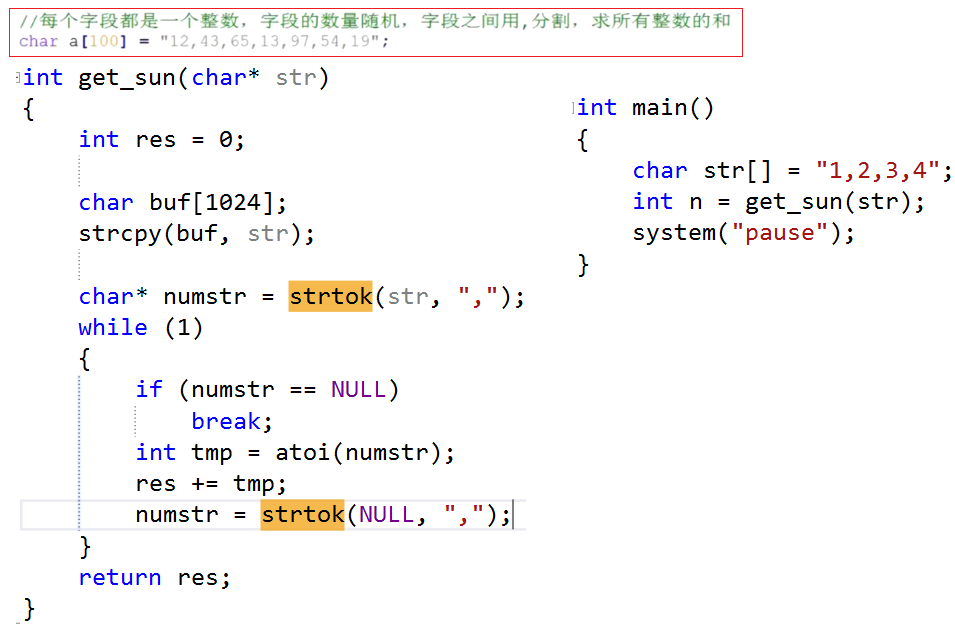 //每个字段都是一个整数，字段的数量随机，字段之间用,分割，求所有整数的和
char a[100] = "12,43,65,13,97,54,19";
int get_sun(char* str)
{
int res = 0;
char buf[1024];
strcpy(buf, str);
char* numstr = strtok(str, ",");
while (1)
{
if (numstr == NULL)
break;
int tmp = atoi(numstr);
res += tmp;
numstr = strtok(NULL, ",");
}
return res;
}
int main()
{
char str[] = "1,2,3,4";
int n = get_sun(str);
system("pause");
}